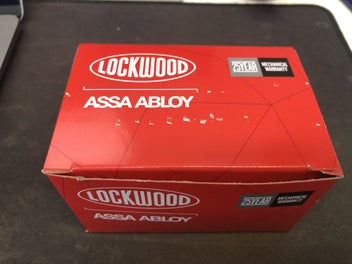 LOCKWOOD
ASSA ABLOY
25YEAR
MECHANICAL
WARRANTY
LOCKWOOD
ASSA ABLOY
25YEAR
MECHANICAL
WARRANTY